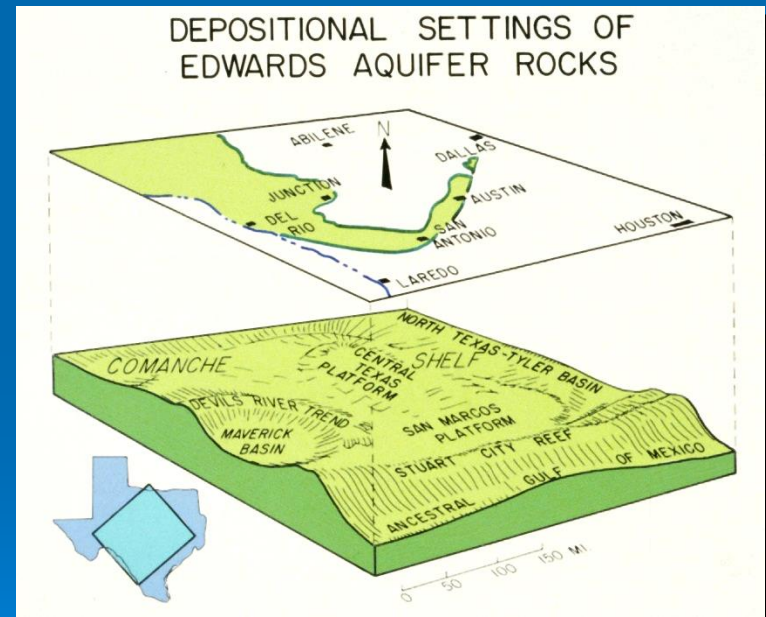 DEPOSITIONAL SETTINGS OF
EDWARDS AQUIFER ROCKS
ABILENE
N
DALLAS
JUNCTION
AUSTIN
DEL
RIO
SAN
ANTONIO
HOUSTON
LAREDO
NORTH TEXAS-TYLER BASIN
COMANCHE
SHELF
CENTRAL
TEXAS
PLATFORM
DEVILS RIVER TREND
MAVERICK
BASIN
SAN MARCOS
PLATFORM
STUART CITY REEF
ANCESTRAL GULF OF MEXICO
0 50 100 150 MI.